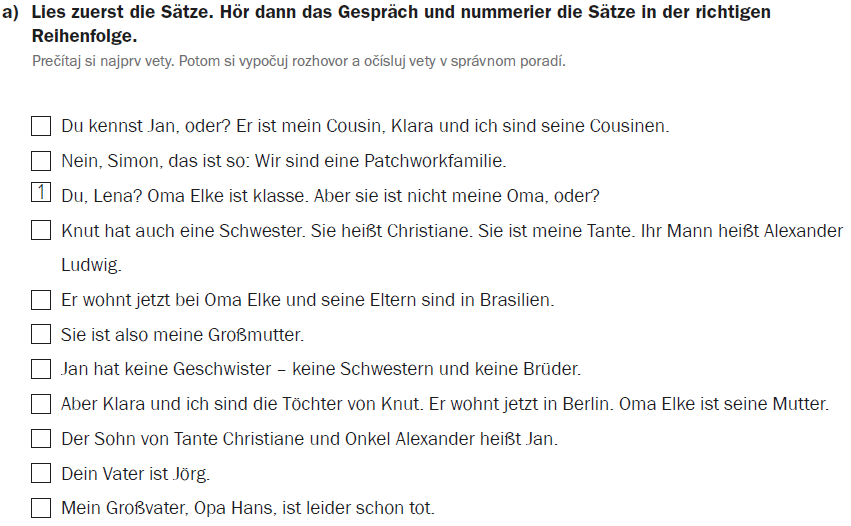 a) Lies zuerst die Sätze. Hör dann das Gespräch und nummerier die Sätze in der richtigen
Reihenfolge.
Prečítaj si najprv vety. Potom si vypočuj rozhovor a očísluj vety v správnom poradí.
Du kennst Jan, oder? Er ist mein Cousin, Klara und ich sind seine Cousinen.
Nein, Simon, das ist so: Wir sind eine Patchworkfamilie.
1 Du, Lena? Oma Elke ist klasse. Aber sie ist nicht meine Oma, oder?
Knut hat auch eine Schwester. Sie heißt Christiane. Sie ist meine Tante. Ihr Mann heißt Alexander
Ludwig.
Er wohnt jetzt bei Oma Elke und seine Eltern sind in Brasilien.
Sie ist also meine Großmutter.
Jan hat keine Geschwister – keine Schwestern und keine Brüder.
Aber Klara und ich sind die Töchter von Knut. Er wohnt jetzt in Berlin. Oma Elke ist seine Mutter.
Der Sohn von Tante Christiane und Onkel Alexander heißt Jan.
Dein Vater ist Jörg.
Mein Großvater, Opa Hans, ist leider schon tot.